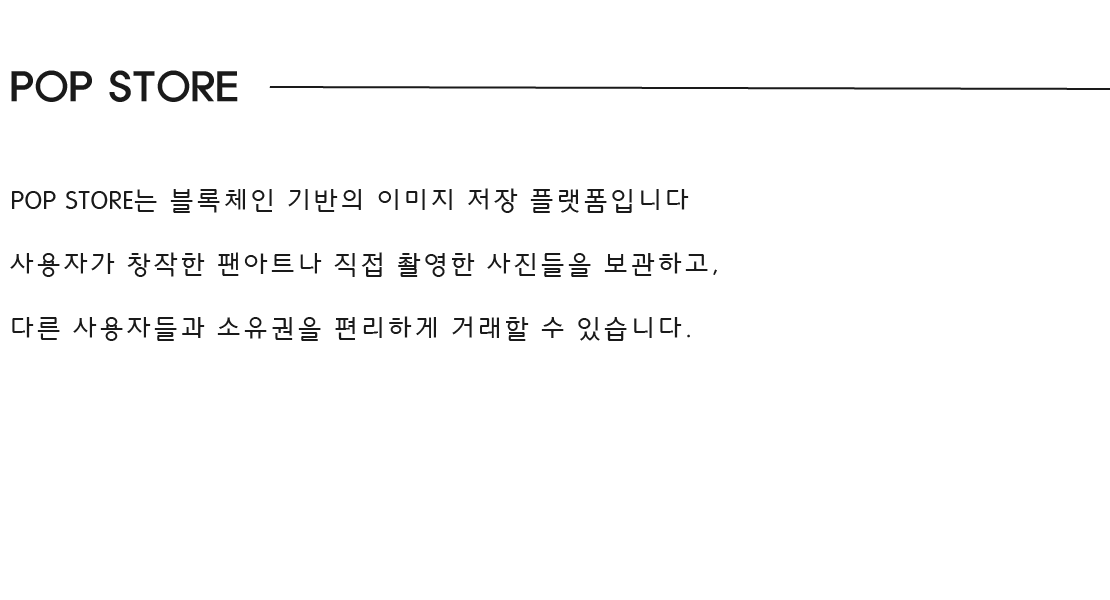 POP STORE
POP STORE는 블록체인 기반의 이미지 저장 플랫폼입니다
사용자가 창작한 팬아트나 직접 촬영한 사진들을 보관하고,
다른 사용자들과 소유권을 편리하게 거래할 수 있습니다.